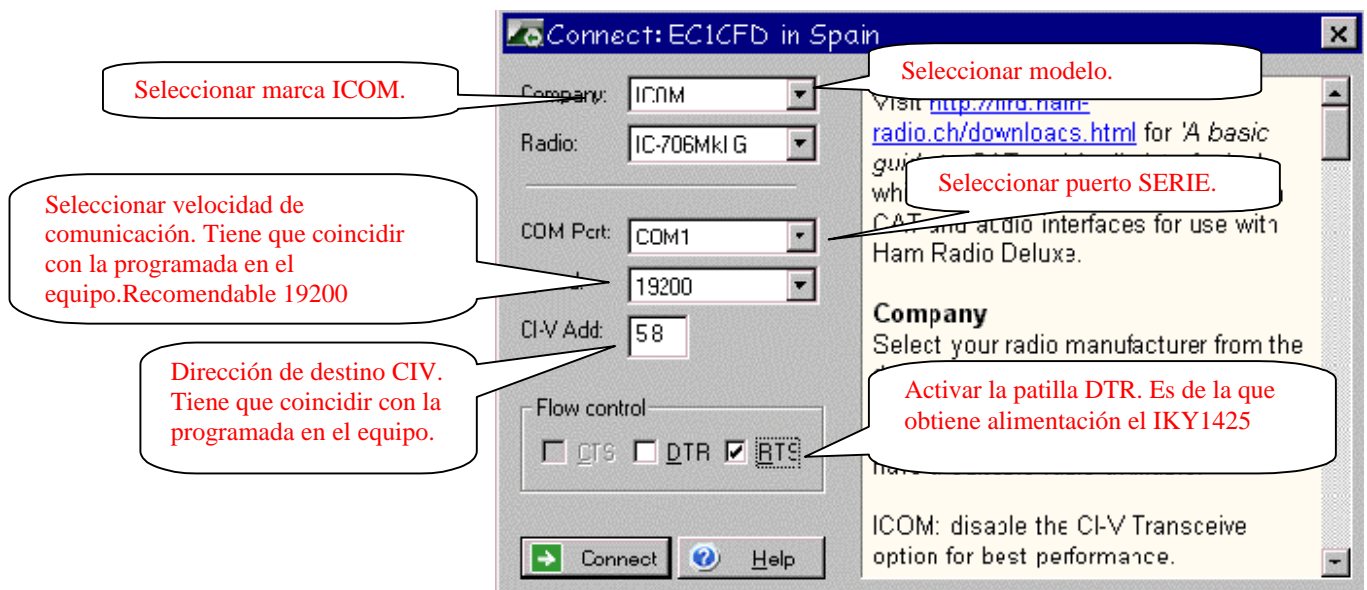 Connect: EC1CFD in Spain
Seleccionar marca ICOM.
Company:
ICOM
Seleccionar modelo.
Radio:
IC-706MkI G
Seleccionar velocidad de
comunicación. Tiene que coincidir
con la programada en el
equipo.Recomendable 19200
COM Port:
COM1
Seleccionar puerto SERIE.
19200
CI-V Add:
58
Dirección de destino CIV.
Tiene que coincidir con la
programada en el equipo.
Flow control
CTS
DTR
RTS
Activar la patilla DTR. Es de la que
obtiene alimentación el IKY1425
Connect
Help
Visit http://hrd.ham-
radio.ch/downloads.html for 'A basic
CAT and audio interfaces for use with
Ham Radio Deluxe.
Company
Select your radio manufacturer from the
ICOM: disable the CI-V Transceive
option for best performance.